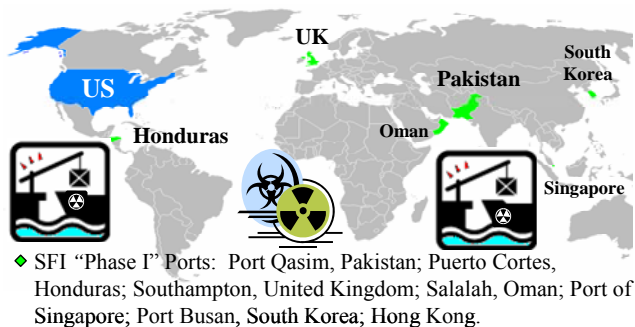 UK
South
Korea
US
Pakistan
Oman
Honduras
Singapore
SFI “Phase I” Ports: Port Qasim, Pakistan; Puerto Cortes,
Honduras; Southampton, United Kingdom; Salalah, Oman; Port of
Singapore; Port Busan, South Korea; Hong Kong.